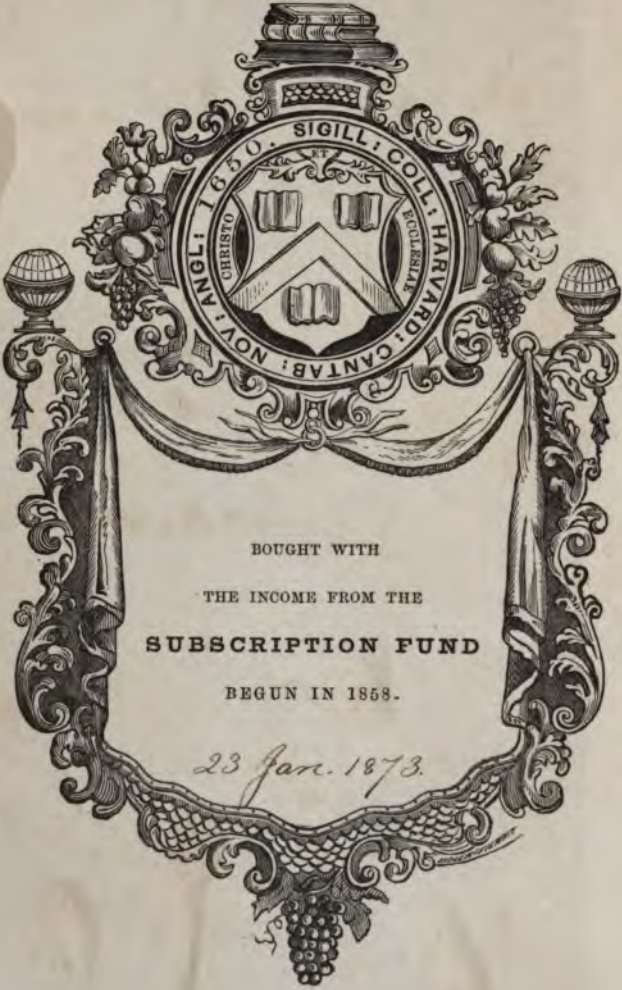 SIGILL: COLL: HARVARD: CANTAB: NOV: ANGL: 1650.
CHRISTO
ET
ECCLESIAE
BOUGHT WITH
THE INCOME FROM THE
SUBSCRIPTION FUND
BEGUN IN 1858.
23 Jan. 1873.